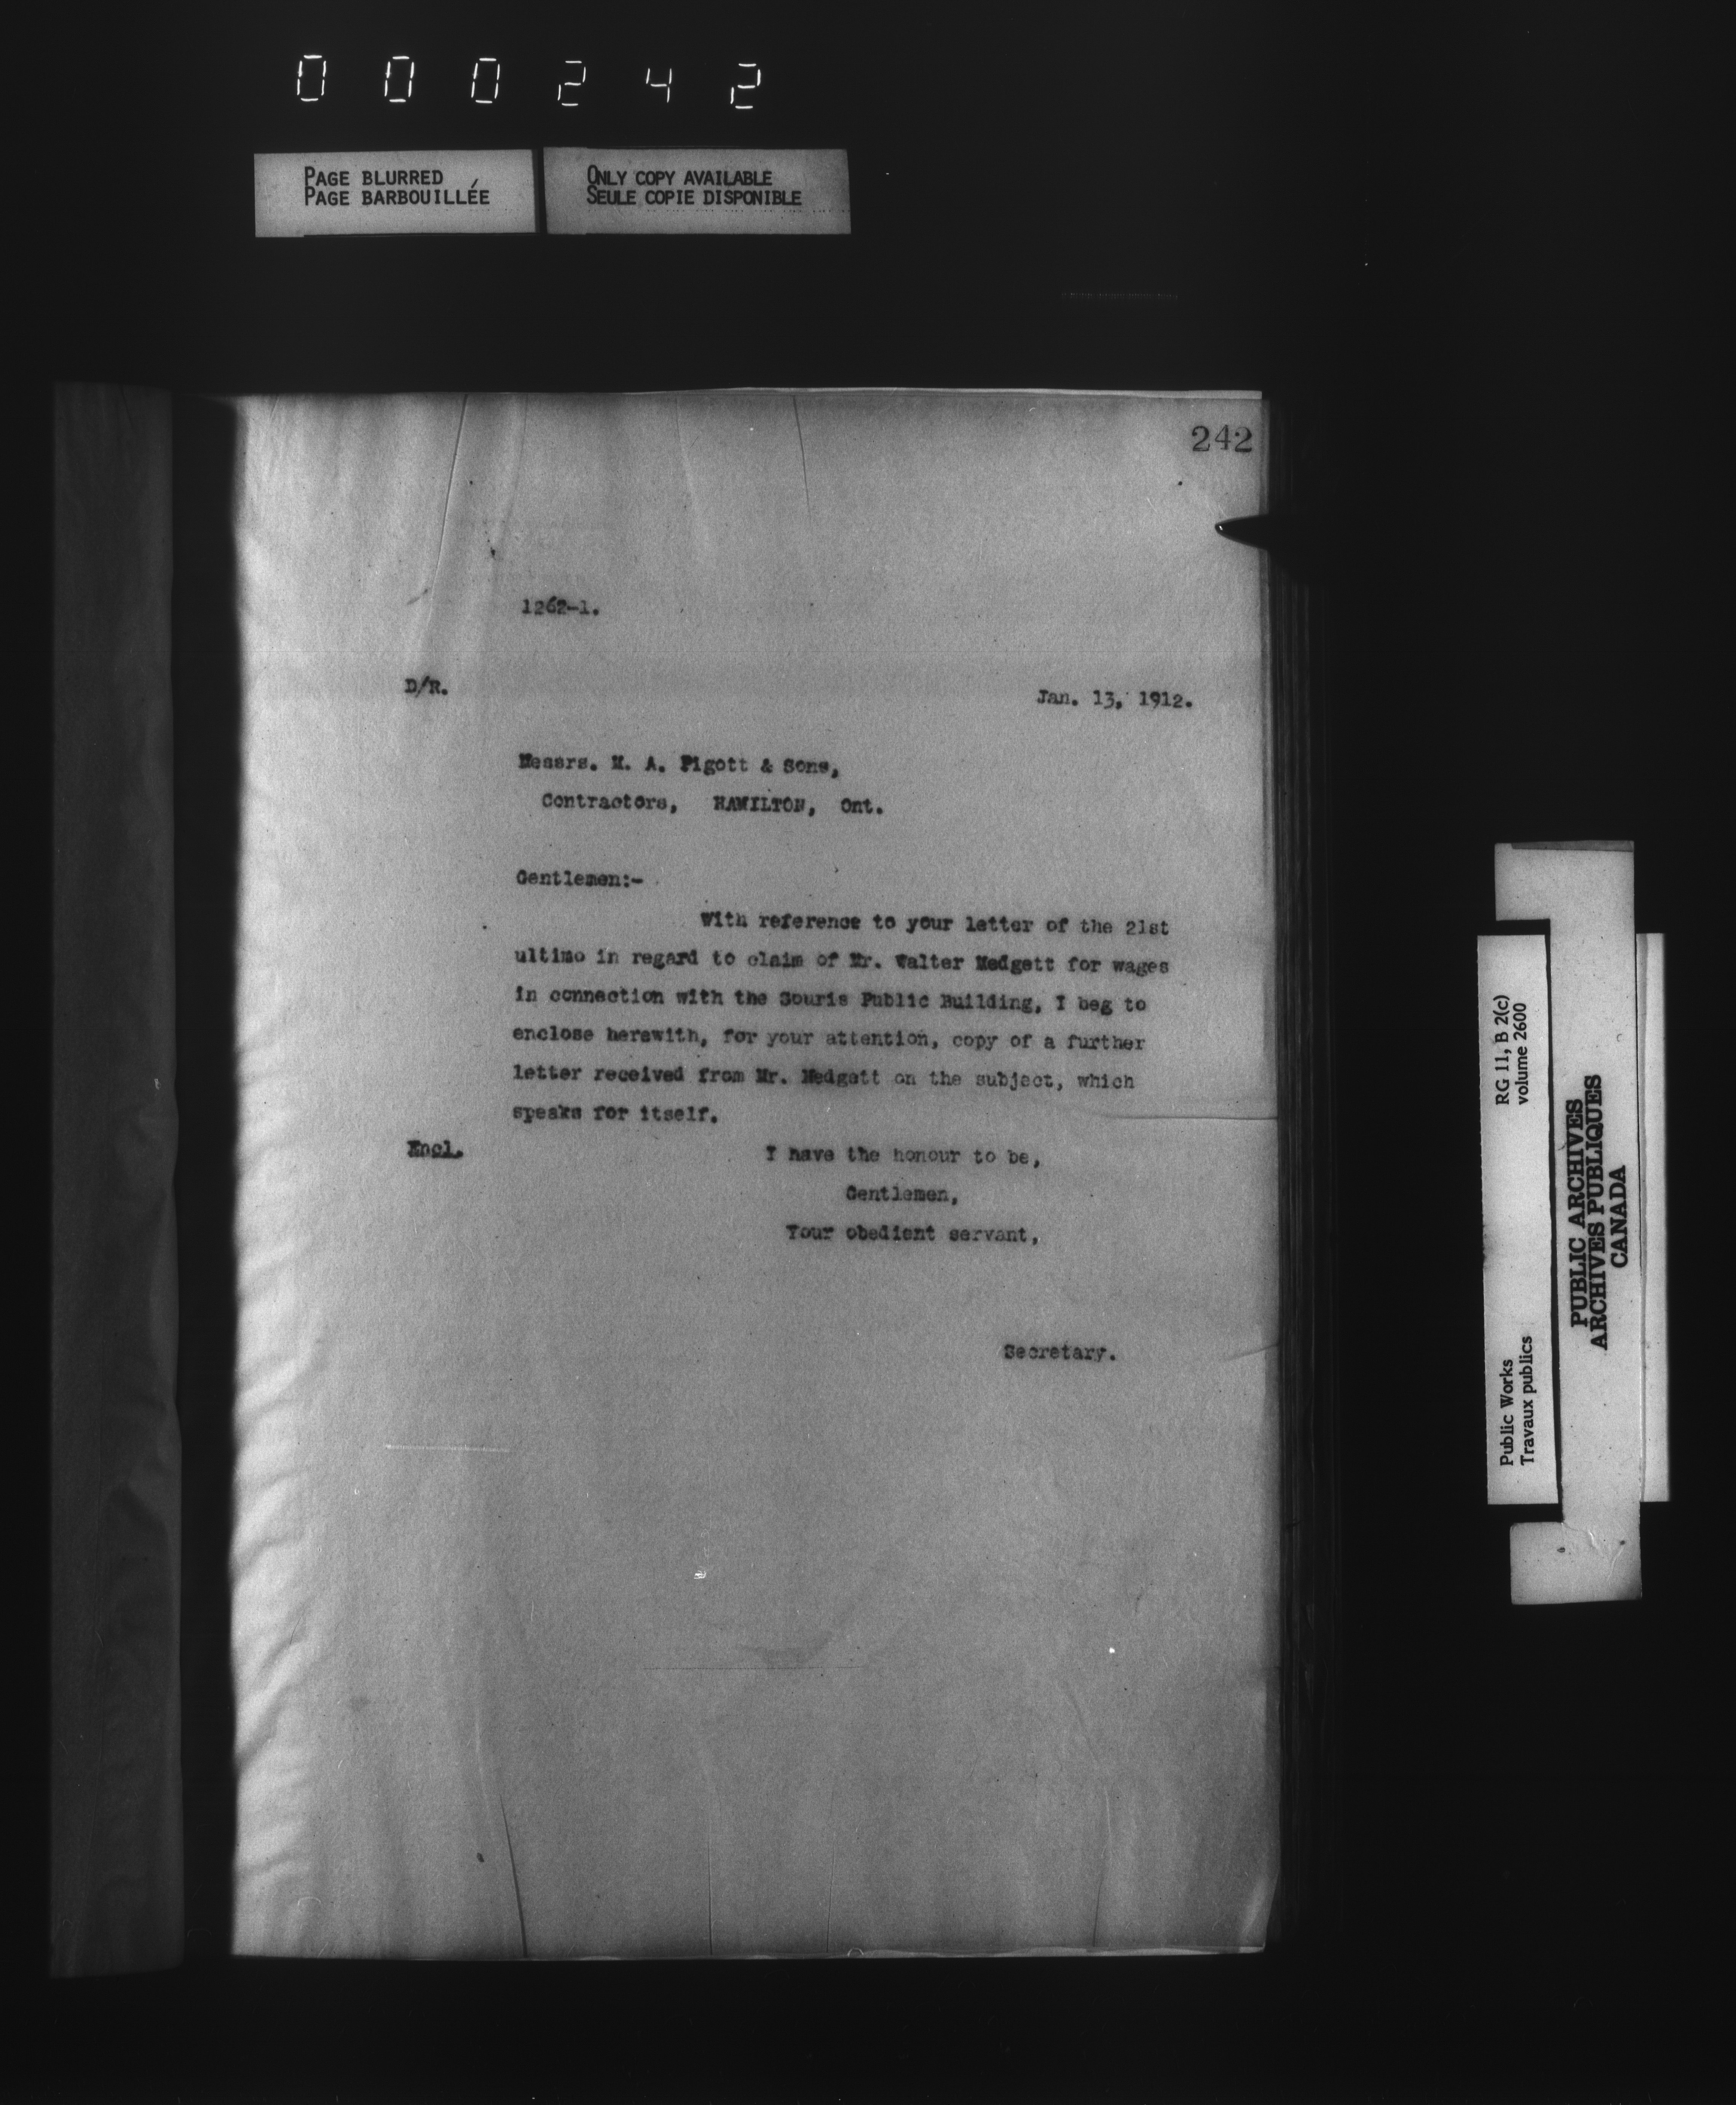 000242
PAGE BLURRED
PAGE BARBOUILLÉE
ONLY COPY AVAILABLE
SEULE COPIE DISPONIBLE
242
1262-1.
D/R.
Jan. 13, 1912.
Messrs. M. A. Pigott & Sons,
Contractors, HAMILTON, Ont.
Gentlemen:-
With reference to your letter of the 21st
ultimo in regard to claim of Mr. Walter Medgett for wages
in connection with the Souris Public Building, I beg to
enclose herewith, for your attention, copy of a further
letter received from Mr. Medgett on the subject, which
speaks for itself.
Encl.
I have the honour to be,
Gentlemen,
Your obedient servant,
Secretary.
Public Works
Travaux publics
RG 11, B 2(c)
volume 2600
PUBLIC ARCHIVES
ARCHIVES PUBLIQUES
CANADA